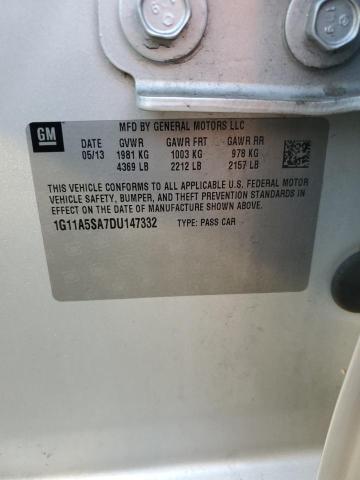 GM
MFD BY GENERAL MOTORS LLC
DATE GVWR GAWR FRT GAWR RR
05/13 1981 KG 1003 KG 978 KG
4369 LB 2212 LB 2157 LB
THIS VEHICLE CONFORMS TO ALL APPLICABLE U.S. FEDERAL MOTOR
VEHICLE SAFETY, BUMPER, AND THEFT PREVENTION STANDARDS
IN EFFECT ON THE DATE OF MANUFACTURE SHOWN ABOVE.
1G11A5SA7DU147332 TYPE: PASS CAR